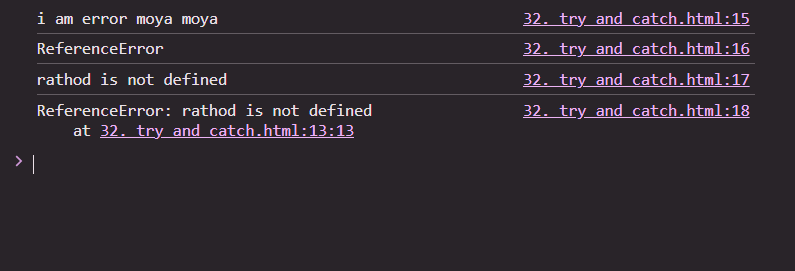 i am error moya moya 32. try and catch.html:15
ReferenceError 32. try and catch.html:16
rathod is not defined 32. try and catch.html:17
ReferenceError: rathod is not defined 32. try and catch.html:18
at 32. try and catch.html:13:13
>